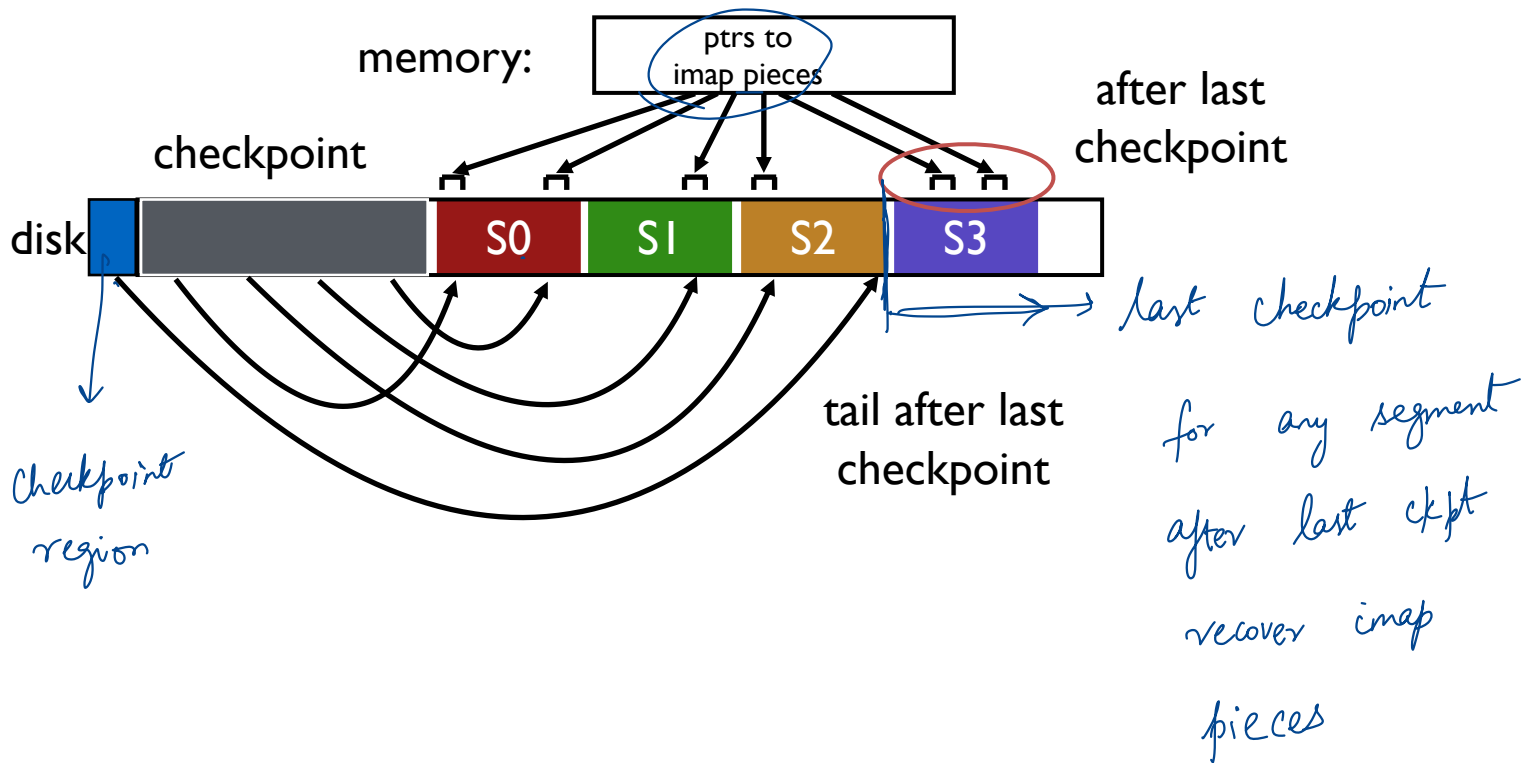 memory:
ptrs to
imap pieces
after last
checkpoint
checkpoint
disk
S0
S1
S2
S3
last checkpoint
tail after last
checkpoint
for any segment
after last ckpt
recover imap
pieces
checkpoint
region